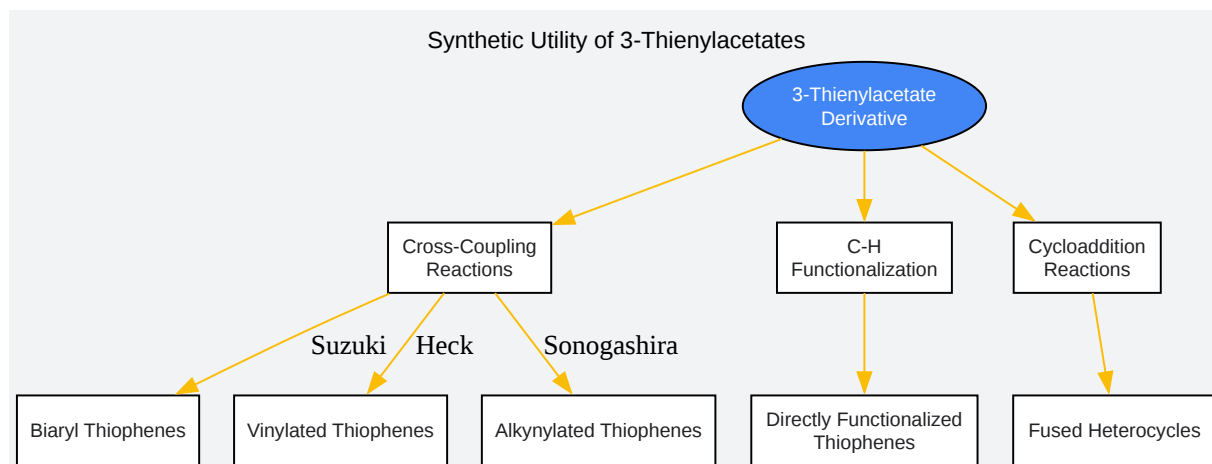 Synthetic Utility of 3-Thienylacetates
3-Thienylacetate
Derivative
Cross-Coupling
Reactions
C-H
Functionalization
Cycloaddition
Reactions
Suzuki
Heck
Sonogashira
Biaryl Thiophenes
Vinylated Thiophenes
Alkynylated Thiophenes
Directly Functionalized
Thiophenes
Fused Heterocycles